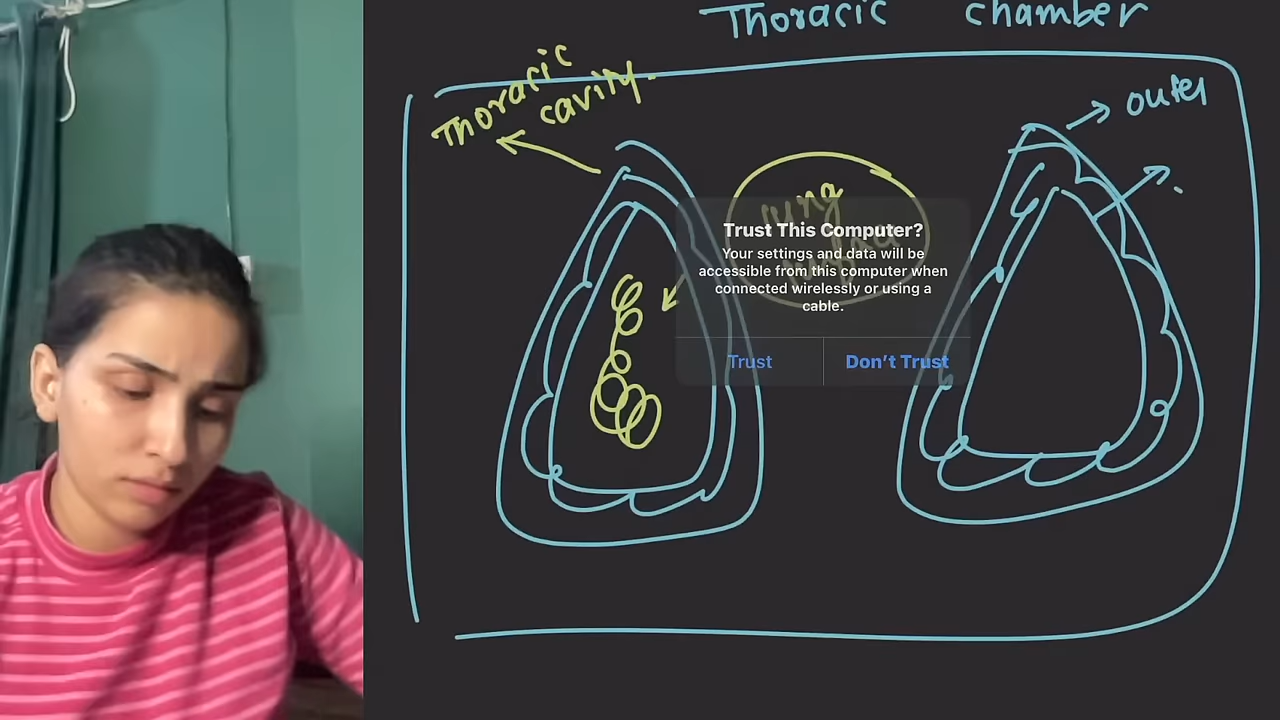 Thoracic chamber
Thoracic
cavity.
outer
lung
Trust This Computer?
Your settings and data will be
accessible from this computer when
connected wirelessly or using a
cable.
Trust
Don’t Trust